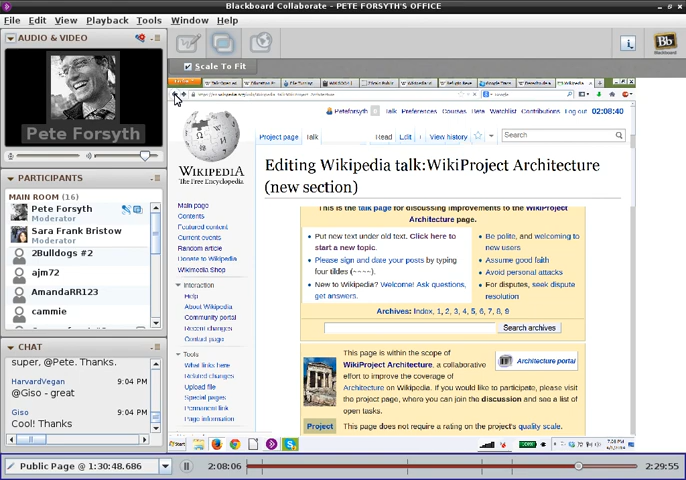 Blackboard Collaborate - PETE FORSYTH'S OFFICE
File Edit View Playback Tools Window Help
AUDIO & VIDEO
Scale To Fit
Pete Forsyth
PARTICIPANTS
MAIN ROOM (16)
Pete Forsyth
Moderator
Sara Frank Bristow
Moderator
2Bulldogs #2
ajm72
AmandaRR123
cammie
CHAT
super, @Pete. Thanks.
HarvardVegan 9:04 PM
@Giso - great
Giso 9:04 PM
Cool! Thanks
Peteforsyth Talk Preferences Courses Beta Watchlist Contributions Log out 02:08:40
Project page Talk Read Edit View history Search
WIKIPEDIA
The Free Encyclopedia
Main page
Contents
Featured content
Current events
Random article
Donate to Wikipedia
Wikimedia Shop
Interaction
Help
About Wikipedia
Community portal
Recent changes
Contact page
Tools
What links here
Related changes
Upload file
Special pages
Permanent link
Page information
Editing Wikipedia talk:WikiProject Architecture
(new section)
This is the talk page for discussing improvements to the WikiProject
Architecture page.
Put new text under old text. Click here to
start a new topic.
Please sign and date your posts by typing
four tildes (~~~~).
New to Wikipedia? Welcome! Ask questions,
get answers.
Be polite, and welcoming to
new users
Assume good faith
Avoid personal attacks
For disputes, seek dispute
resolution
Archives: Index, 1, 2, 3, 4, 5, 6, 7, 8, 9
Search archives
This page is within the scope of
WikiProject Architecture, a collaborative
effort to improve the coverage of
Architecture on Wikipedia. If you would like to participate, please visit
the project page, where you can join the discussion and see a list of
open tasks.
Architecture portal
Project This page does not require a rating on the project's quality scale.
Start
Public Page @ 1:30:48.686 2:08:06 2:29:55